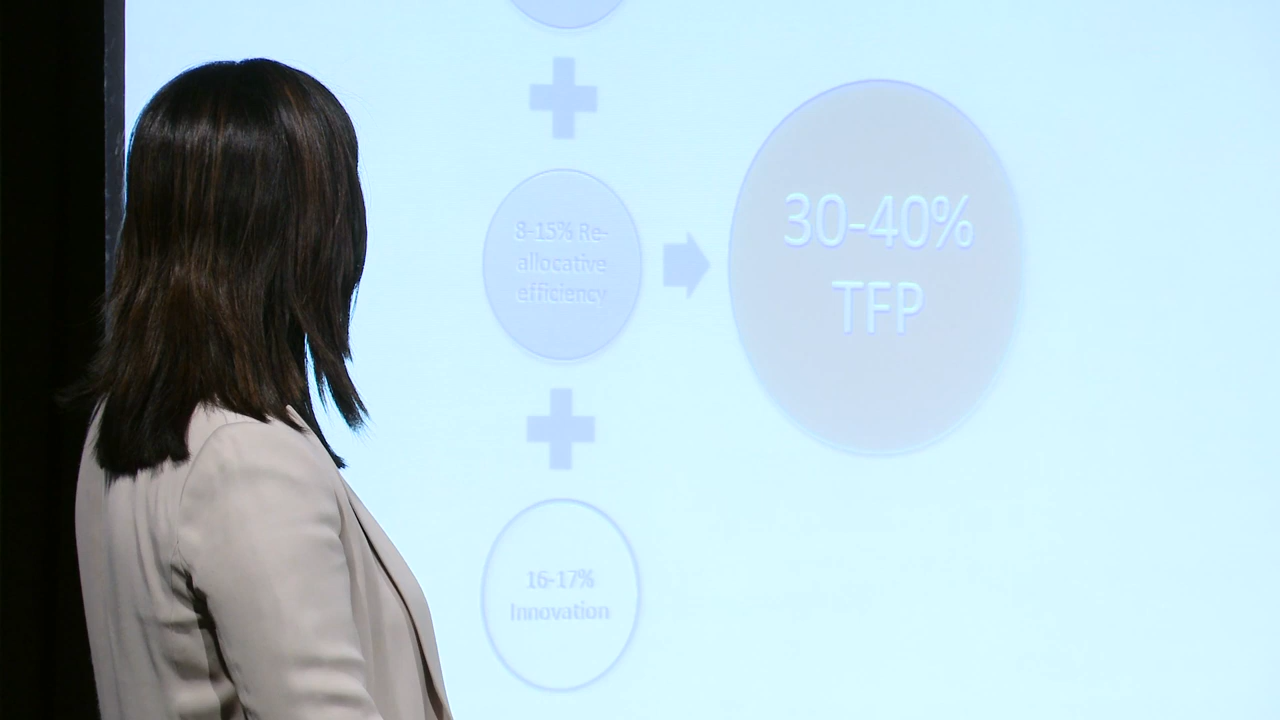 8-15% Re-
allocative
efficiency
30-40%
TFP
16-17%
Innovation